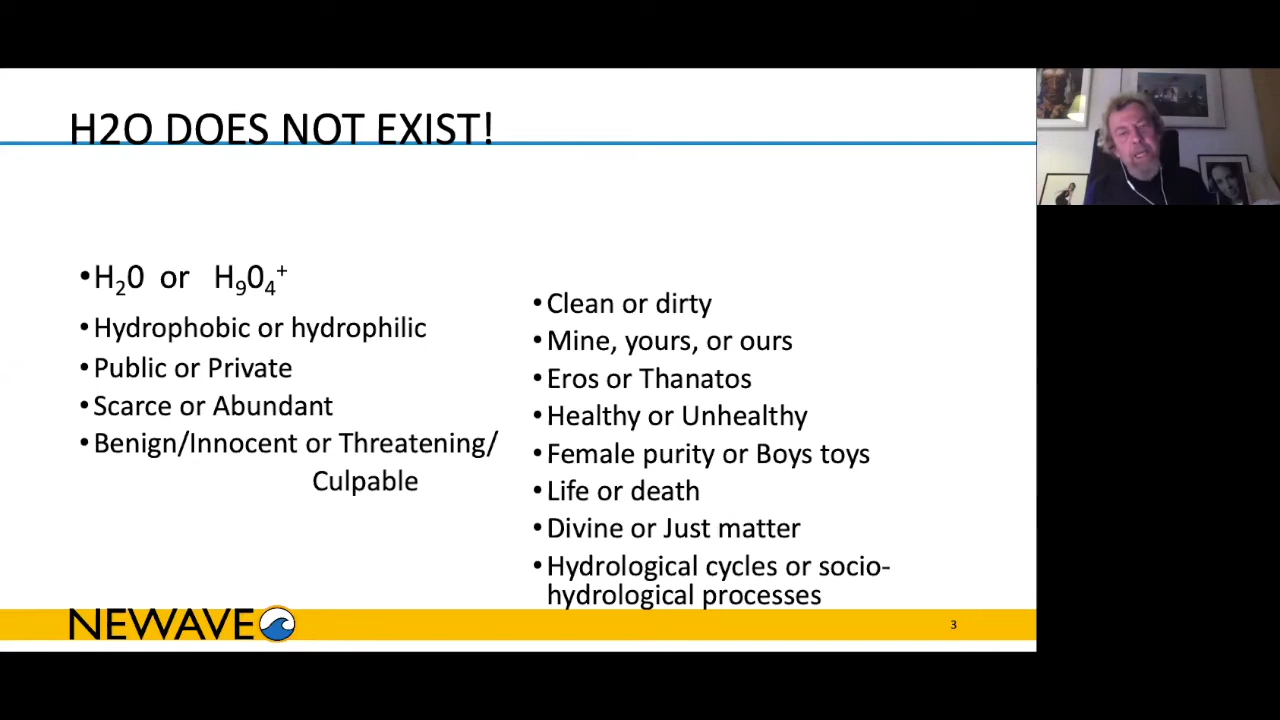 H2O DOES NOT EXIST!
•H₂0 or H₉0₄⁺
•Hydrophobic or hydrophilic
•Public or Private
•Scarce or Abundant
•Benign/Innocent or Threatening/
Culpable
•Clean or dirty
•Mine, yours, or ours
•Eros or Thanatos
•Healthy or Unhealthy
•Female purity or Boys toys
•Life or death
•Divine or Just matter
•Hydrological cycles or socio-
hydrological processes
NEWAVE
3